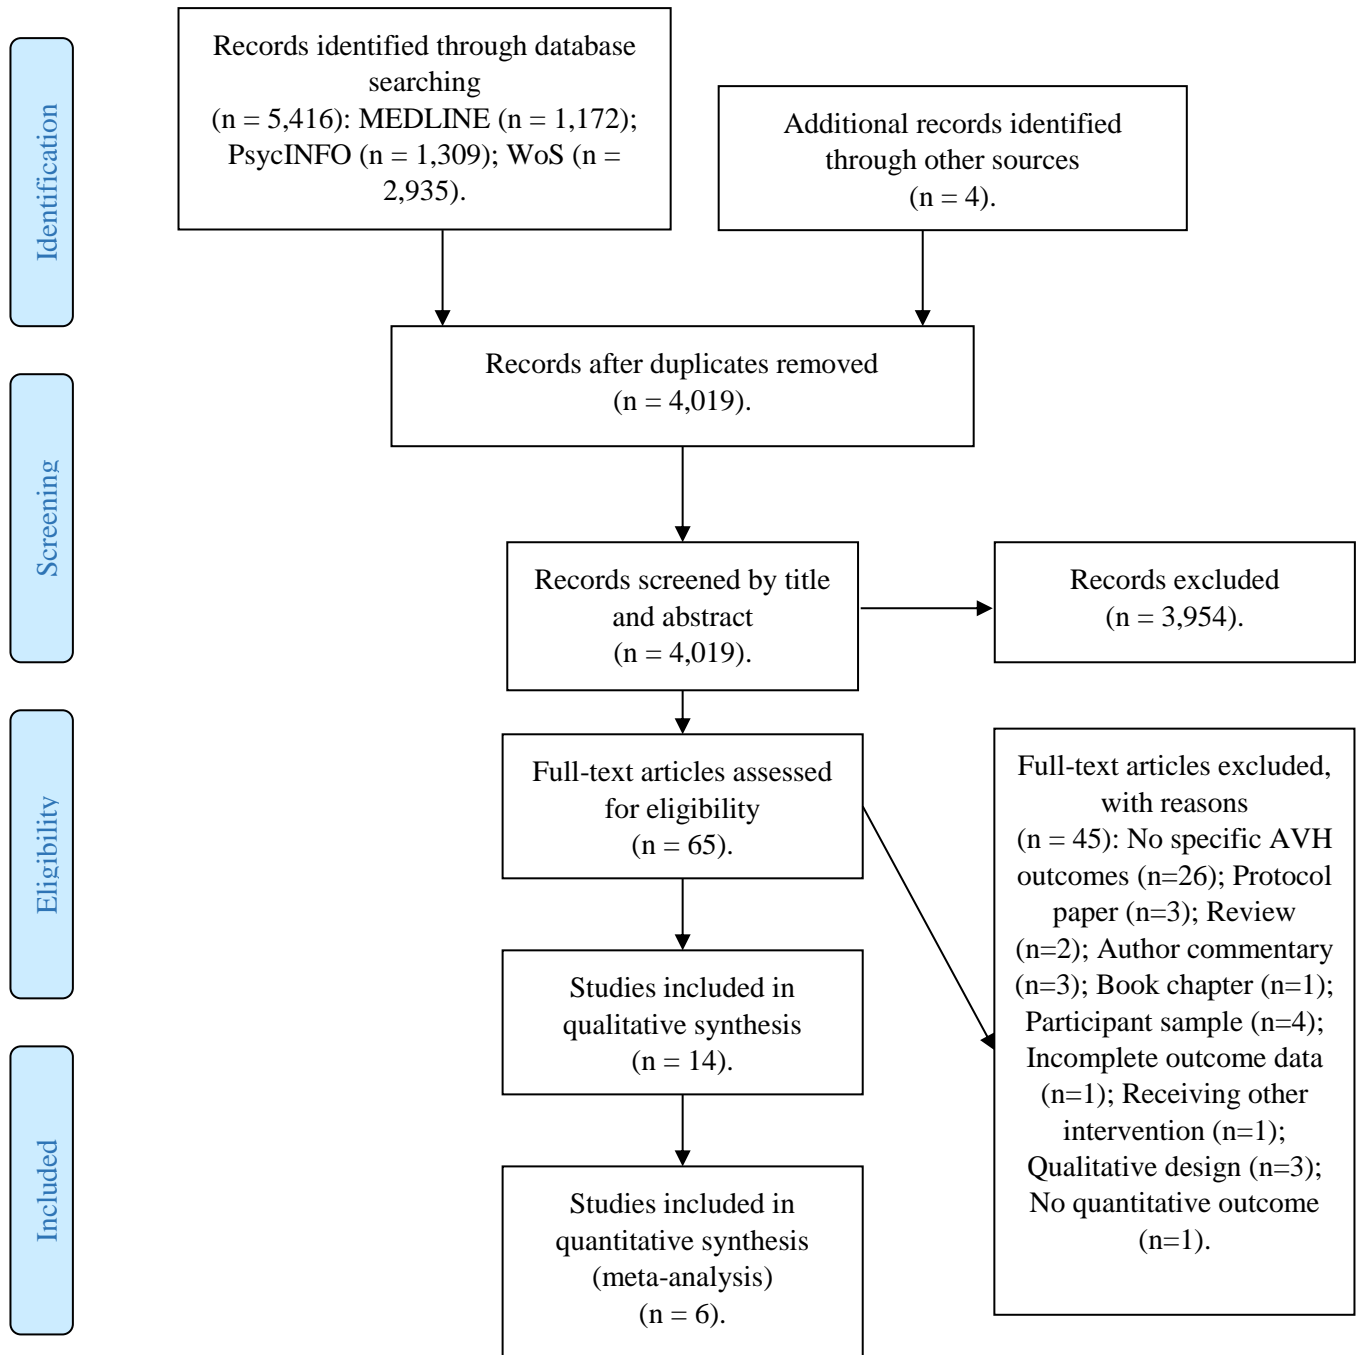 Identification
Records identified through database
searching
(n = 5,416): MEDLINE (n = 1,172);
PsycINFO (n = 1,309); WoS (n =
2,935).
Additional records identified
through other sources
(n = 4).
Records after duplicates removed
(n = 4,019).
Screening
Records screened by title
and abstract
(n = 4,019).
Records excluded
(n = 3,954).
Eligibility
Full-text articles assessed
for eligibility
(n = 65).
Full-text articles excluded,
with reasons
(n = 45): No specific AVH
outcomes (n=26); Protocol
paper (n=3); Review
(n=2); Author commentary
(n=3); Book chapter (n=1);
Participant sample (n=4);
Incomplete outcome data
(n=1); Receiving other
intervention (n=1);
Qualitative design (n=3);
No quantitative outcome
(n=1).
Studies included in
qualitative synthesis
(n = 14).
Included
Studies included in
quantitative synthesis
(meta-analysis)
(n = 6).